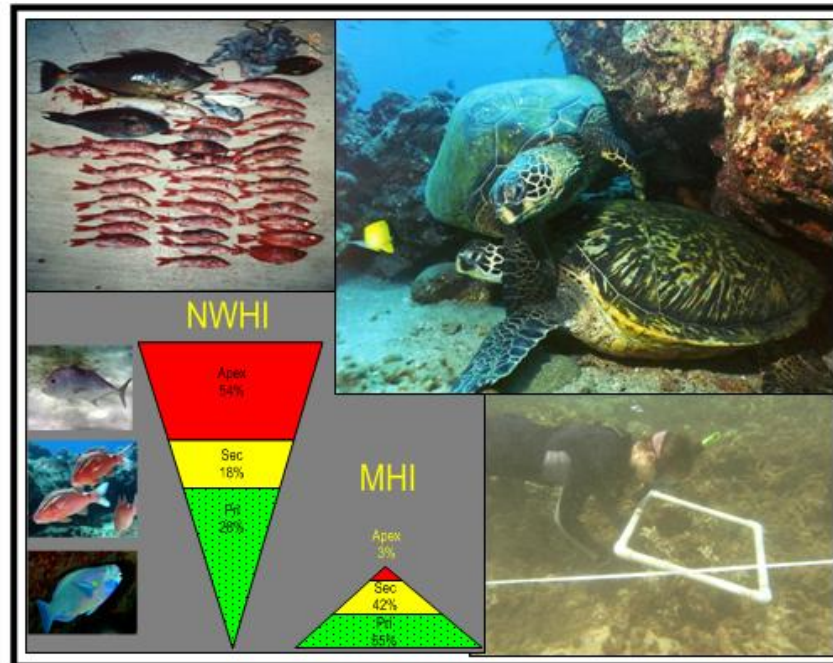 NWHI
Apex
54%
Sec
18%
Pri
28%
MHI
Apex
3%
Sec
42%
Pri
55%